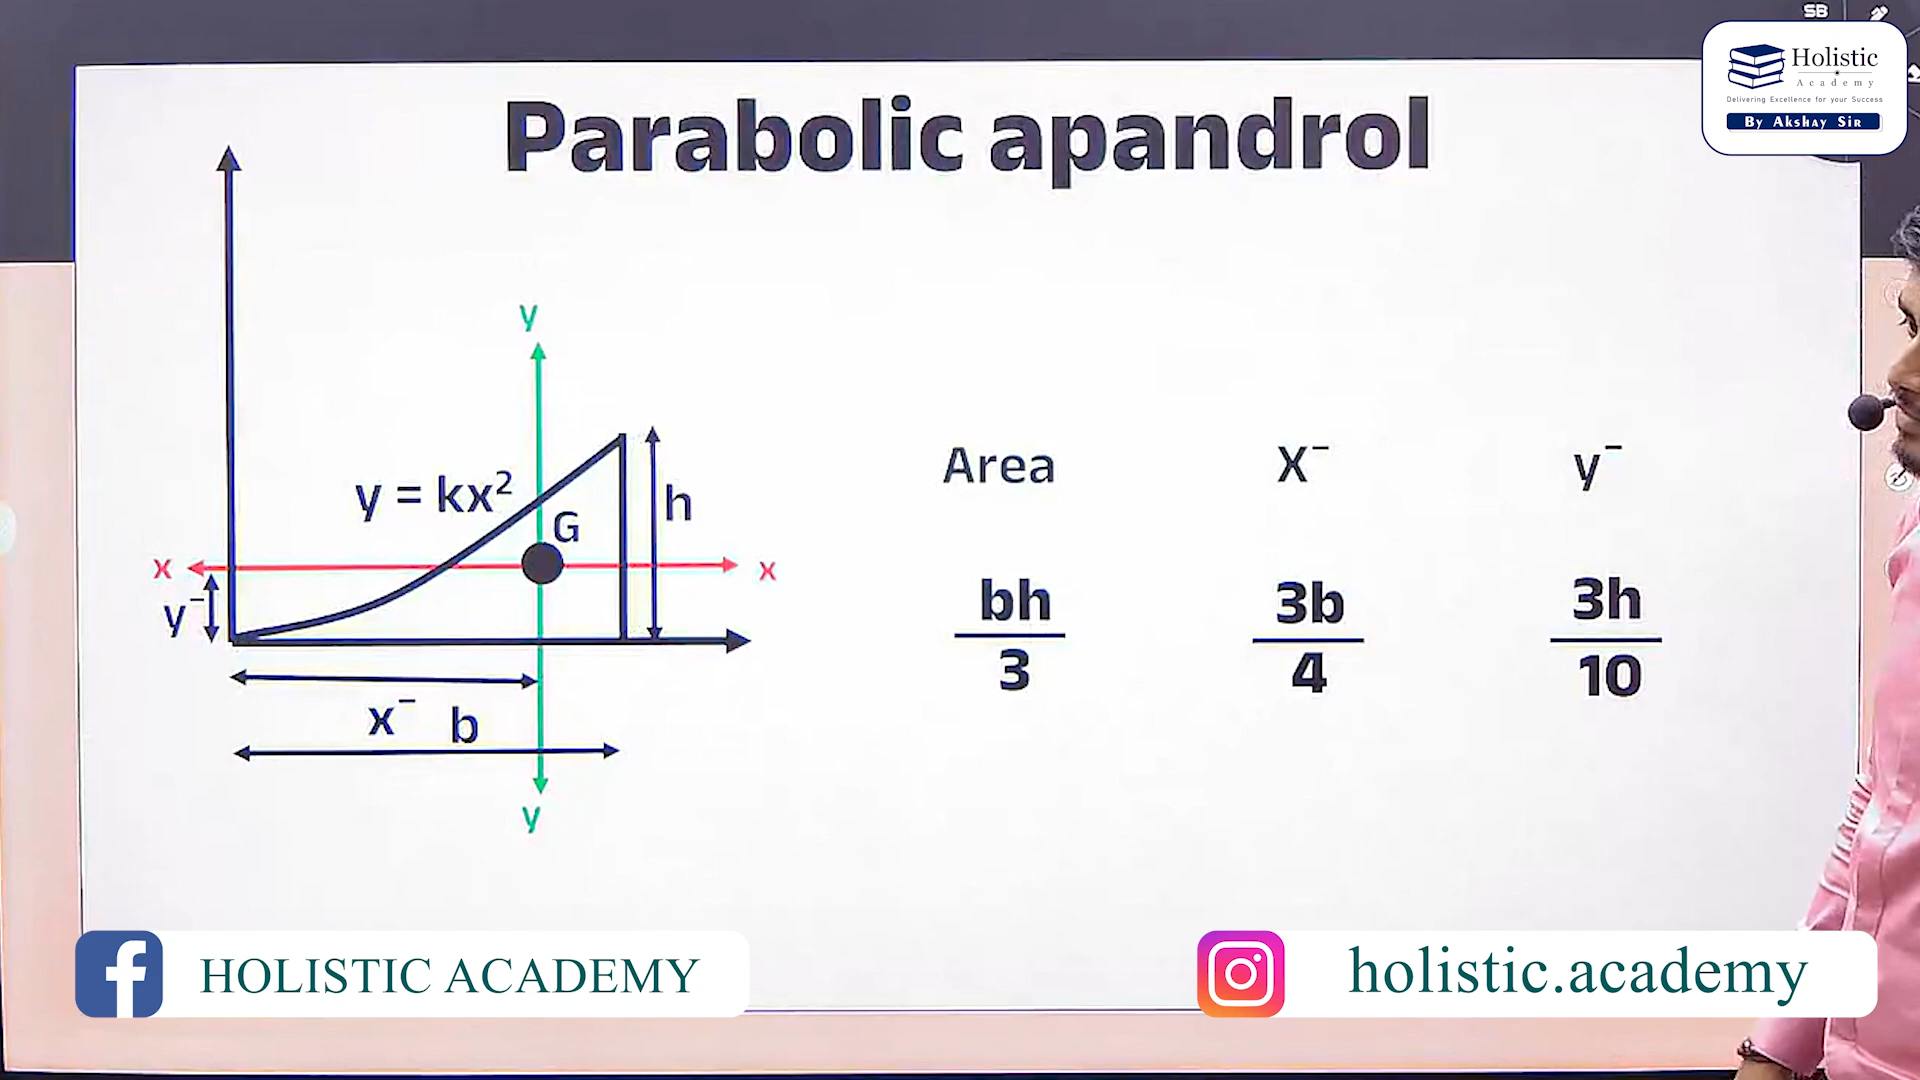 SB
Holistic
Academy
Delivering Excellence for your Success
By Akshay Sir
Parabolic apandrol
y
y = kx²
G
h
x
x
y⁻
x⁻ b
y
Area X⁻ y⁻
bh
3
3b
4
3h
10
HOLISTIC ACADEMY
holistic.academy